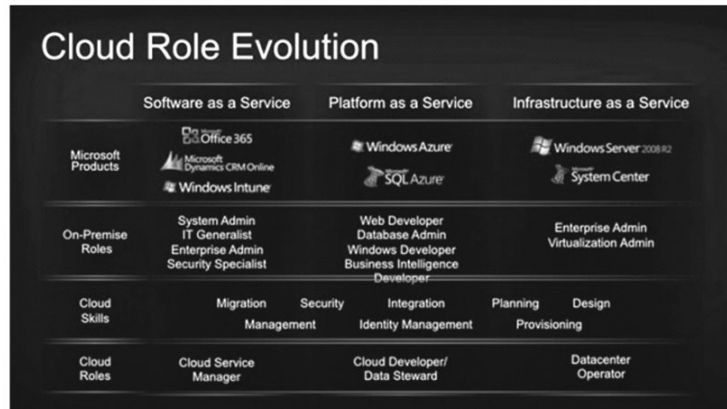 Cloud Role Evolution
Software as a Service
Platform as a Service
Infrastructure as a Service
Microsoft
Products
Microsoft
Office 365
Microsoft
Dynamics CRM Online
Windows Intune
Windows Azure
Microsoft
SQL Azure
Windows Server 2008 R2
Microsoft
System Center
On-Premise
Roles
System Admin
IT Generalist
Enterprise Admin
Security Specialist
Web Developer
Database Admin
Windows Developer
Business Intelligence
Developer
Enterprise Admin
Virtualization Admin
Cloud
Skills
Migration Security Integration Planning Design
Management Identity Management Provisioning
Cloud
Roles
Cloud Service
Manager
Cloud Developer/
Data Steward
Datacenter
Operator